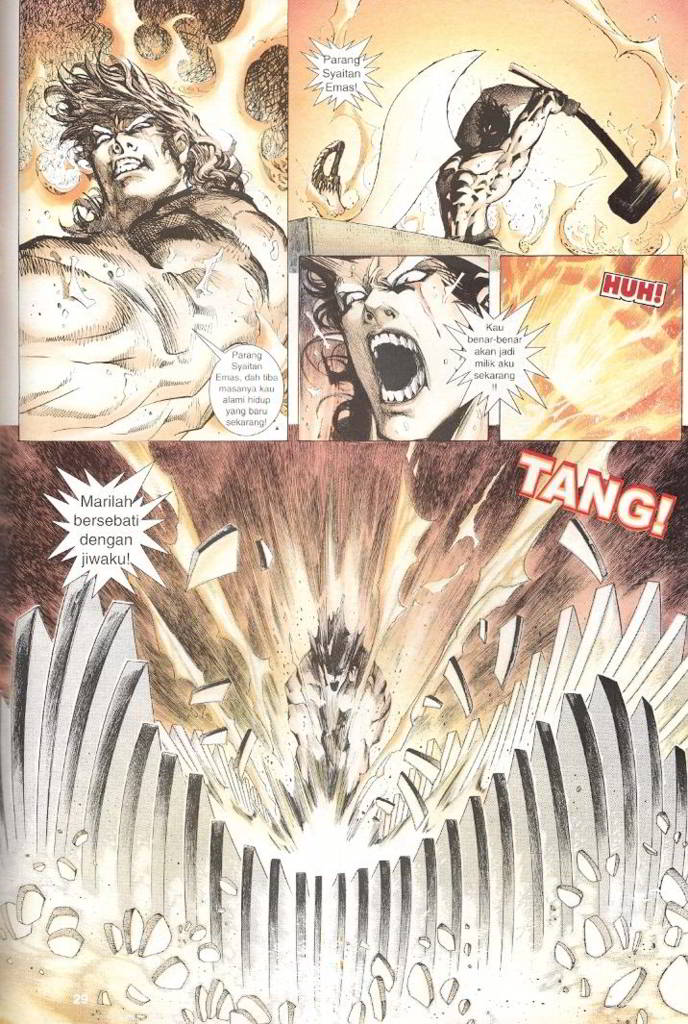 Parang
Syaitan
Emas, dah tiba
masanya kau
alami hidup
yang baru
sekarang!
Parang
Syaitan
Emas!
Kau
benar-benar
akan jadi
milik aku
sekarang
!!
HUH!
TANG!
Marilah
bersebati
dengan
jiwaku!
29